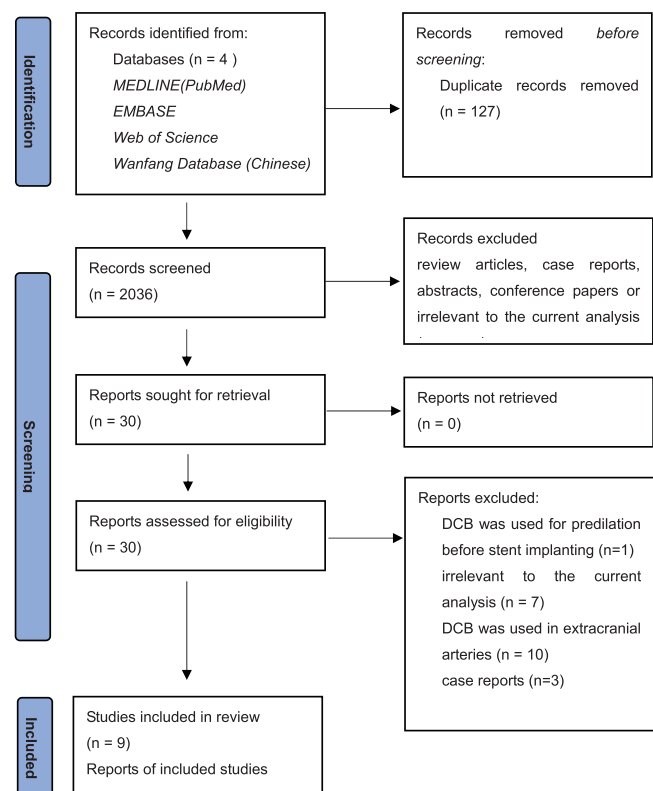 Identification
Records identified from:
Databases (n = 4 )
MEDLINE(PubMed)
EMBASE
Web of Science
Wanfang Database (Chinese)
Records removed before
screening:
Duplicate records removed
(n = 127)
Screening
Records screened
(n = 2036)
Records excluded
review articles, case reports,
abstracts, conference papers or
irrelevant to the current analysis
Reports sought for retrieval
(n = 30)
Reports not retrieved
(n = 0)
Reports assessed for eligibility
(n = 30)
Reports excluded:
DCB was used for predilation
before stent implanting (n=1)
irrelevant to the current
analysis (n = 7)
DCB was used in extracranial
arteries (n = 10)
case reports (n=3)
Included
Studies included in review
(n = 9)
Reports of included studies